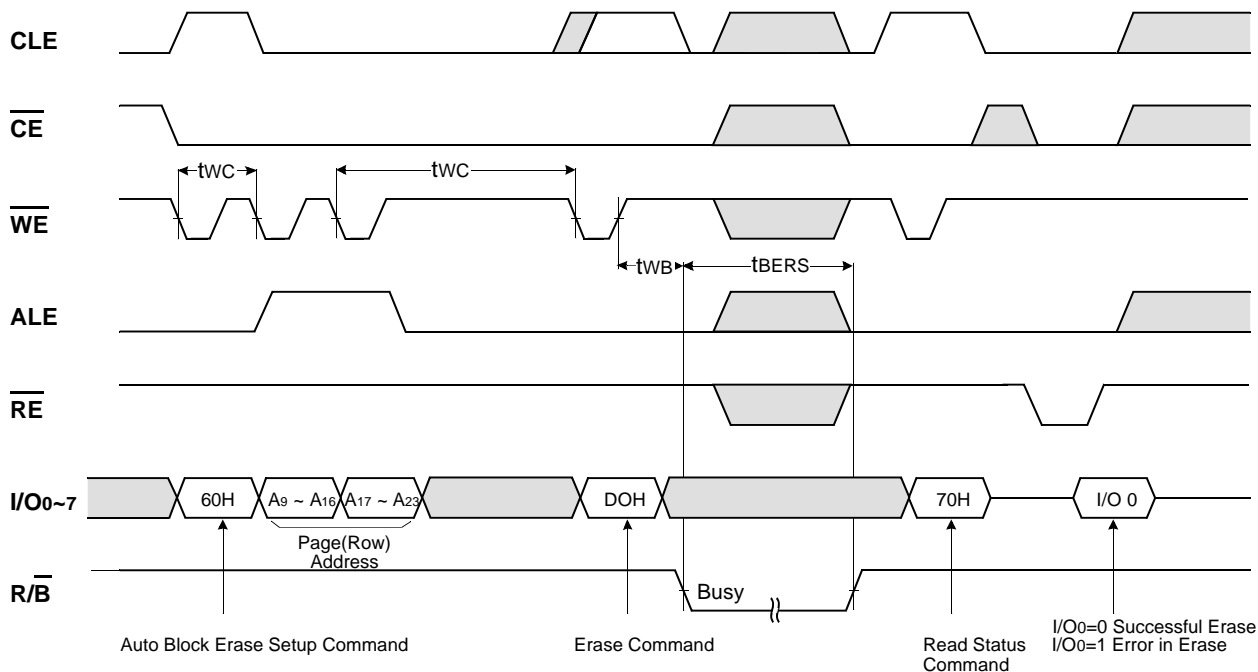 CLE
CE
tWC
tWC
WE
tWB
tBERS
ALE
RE
I/O0~7
60H
A9 ~ A16
A17 ~ A23
DOH
70H
I/O 0
Page(Row)
Address
R/B
Busy
Auto Block Erase Setup Command
Erase Command
Read Status
Command
I/O0=0 Successful Erase
I/O0=1 Error in Erase